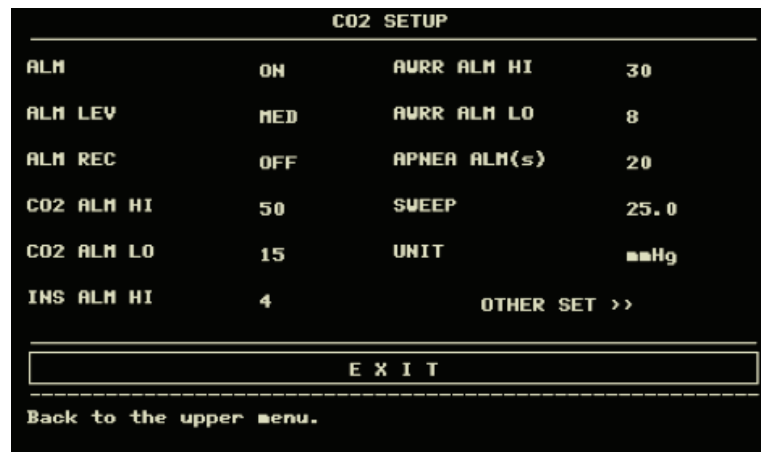 CO2 SETUP
ALM ON AWRR ALM HI 30
ALM LEV MED AWRR ALM LO 8
ALM REC OFF APNEA ALM(s) 20
CO2 ALM HI 50 SWEEP 25.0
CO2 ALM LO 15 UNIT mmHg
INS ALM HI 4 OTHER SET >>
E X I T
Back to the upper menu.